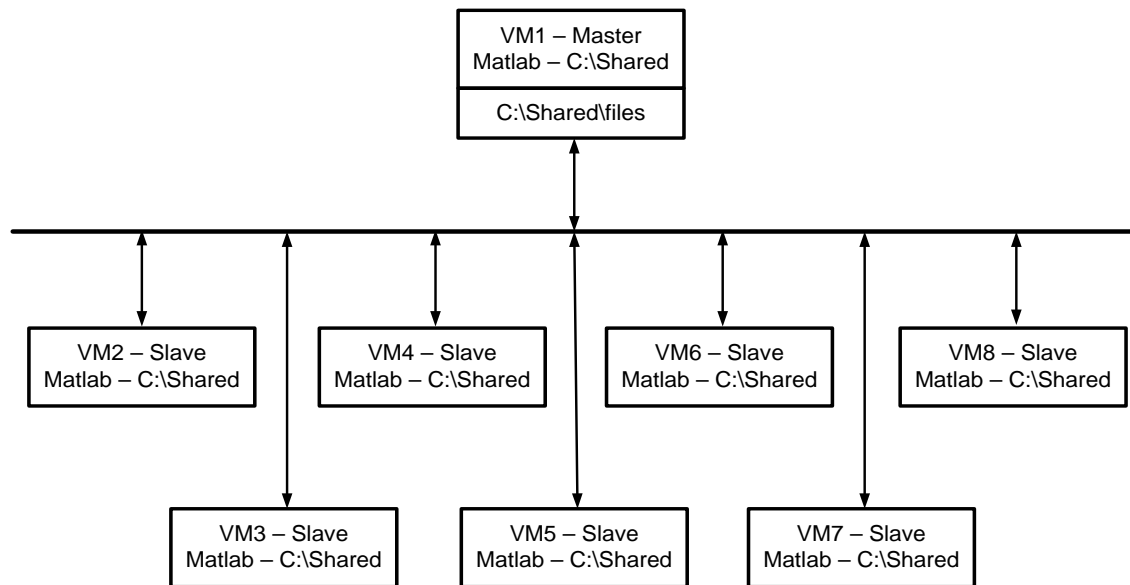 VM1 – Master
Matlab – C:\Shared
C:\Shared\files
VM2 – Slave
Matlab – C:\Shared
VM4 – Slave
Matlab – C:\Shared
VM6 – Slave
Matlab – C:\Shared
VM8 – Slave
Matlab – C:\Shared
VM3 – Slave
Matlab – C:\Shared
VM5 – Slave
Matlab – C:\Shared
VM7 – Slave
Matlab – C:\Shared